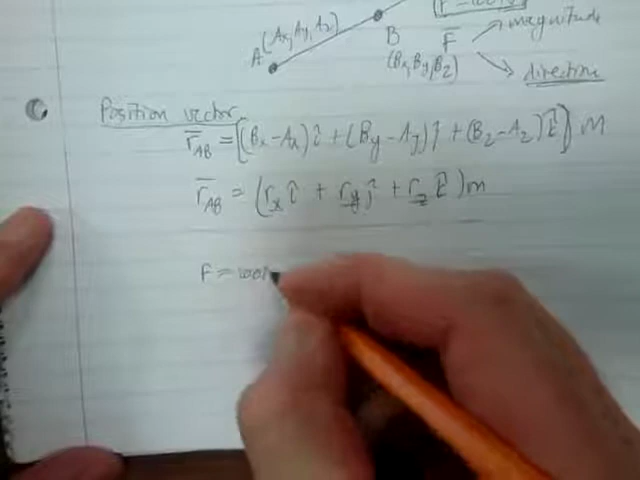 (Ax, Ay, Az)
A
B
(Bx, By, Bz)
F̄
magnitude
direction
Position vector
r̄AB = [(Bx-Ax)î + (By-Ay)ĵ + (Bz-Az)k̂] m
r̄AB = (rx î + ry ĵ + rz k̂) m
F = 100